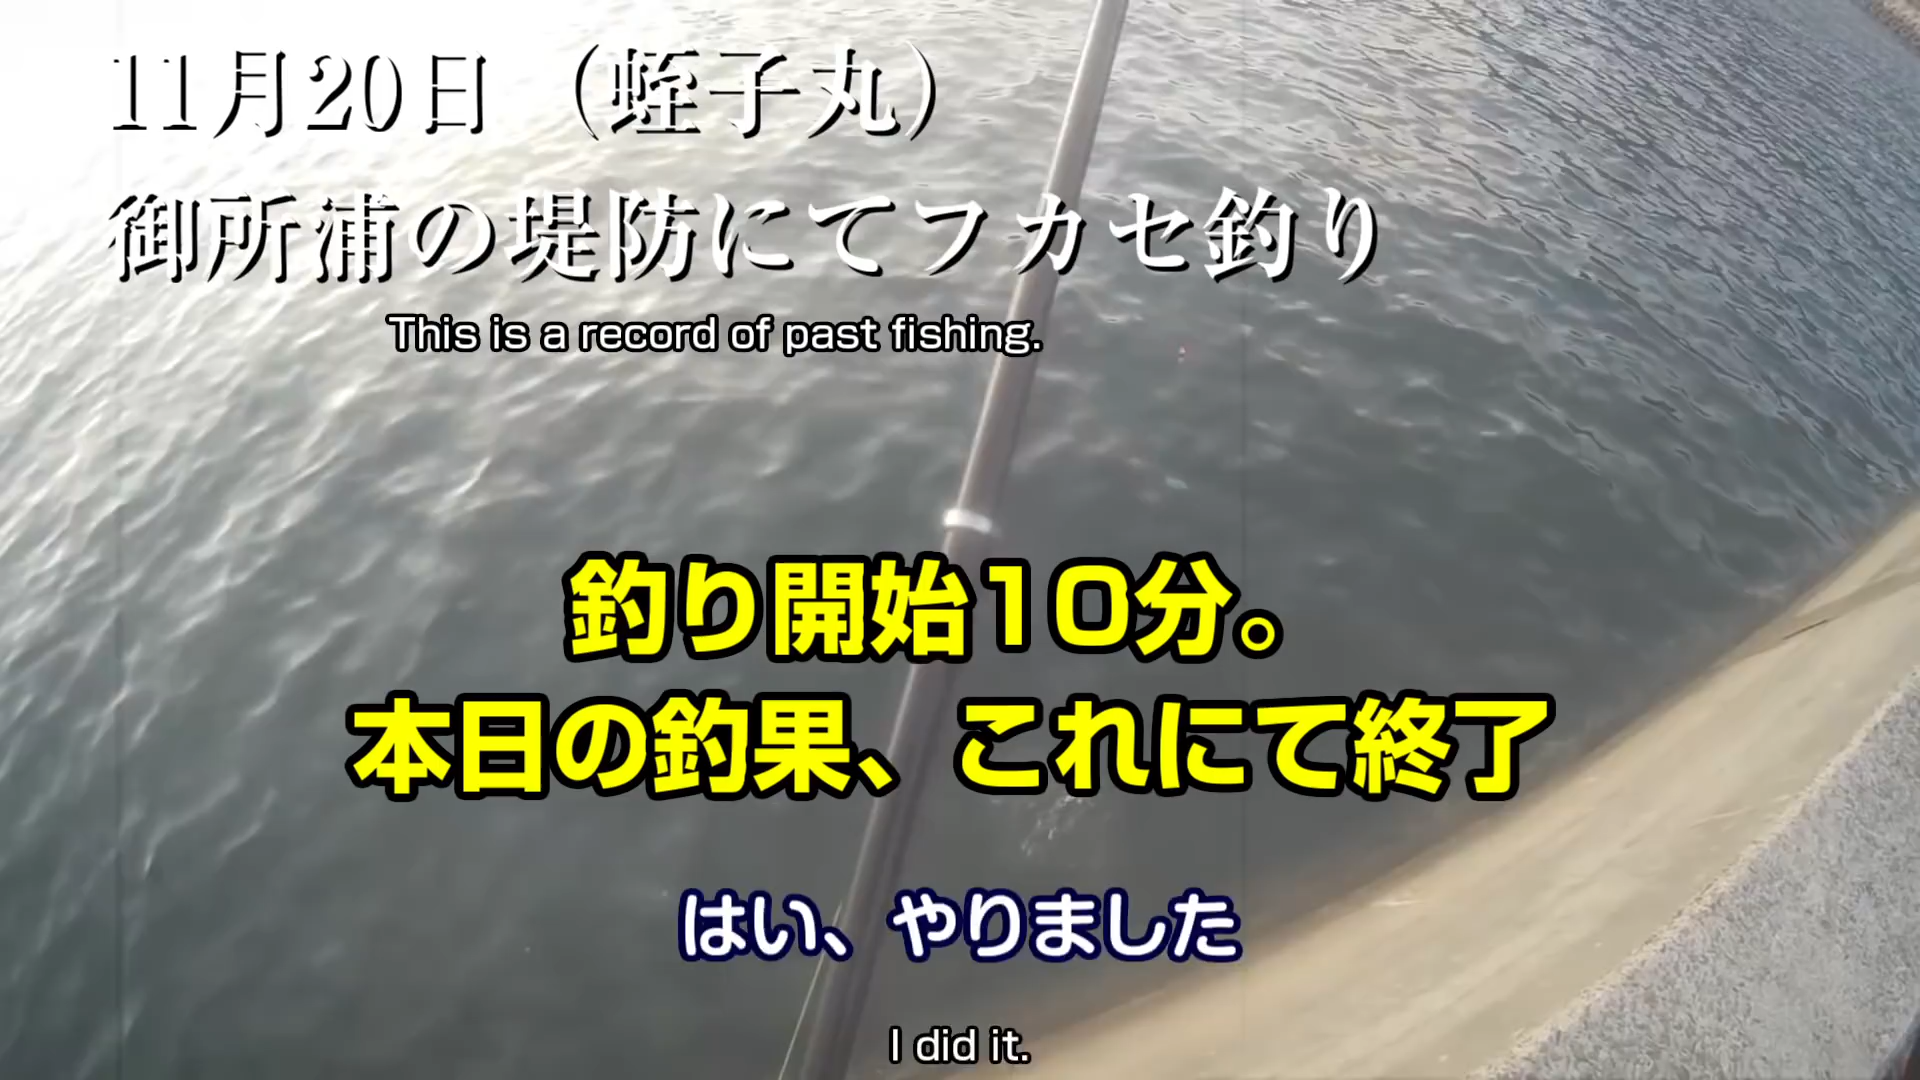 11月20日（蛭子丸）
御所浦の堤防にてフカセ釣り
This is a record of past fishing.
釣り開始10分。
本日の釣果、これにて終了
はい、やりました
I did it.